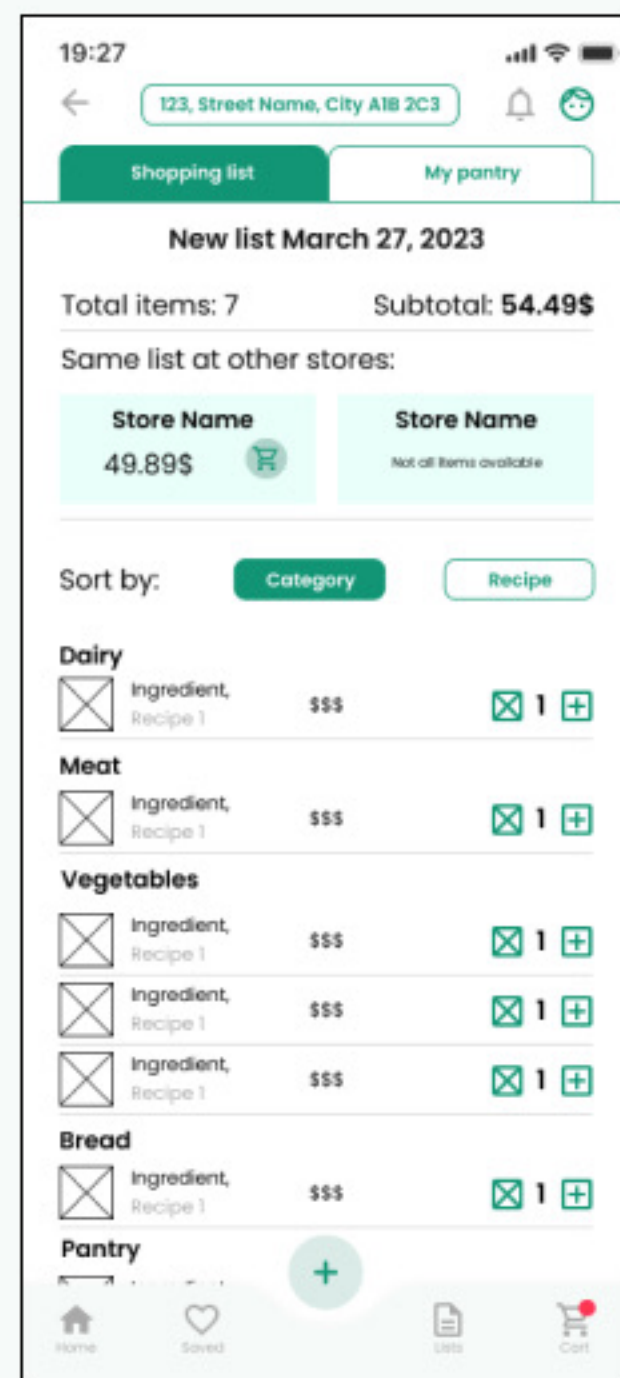 19:27
123, Street Name, City A1B 2C3
Shopping list
My pantry
New list March 27, 2023
Total items: 7
Subtotal: 54.49$
Same list at other stores:
Store Name
49.89$
Store Name
Not all items available
Sort by:
Category
Recipe
Dairy
Ingredient,
Recipe 1
$$$
1
Meat
Ingredient,
Recipe 1
$$$
1
Vegetables
Ingredient,
Recipe 1
$$$
1
Ingredient,
Recipe 1
$$$
1
Ingredient,
Recipe 1
$$$
1
Bread
Ingredient,
Recipe 1
$$$
1
Pantry
Home
Saved
Lists
Cart